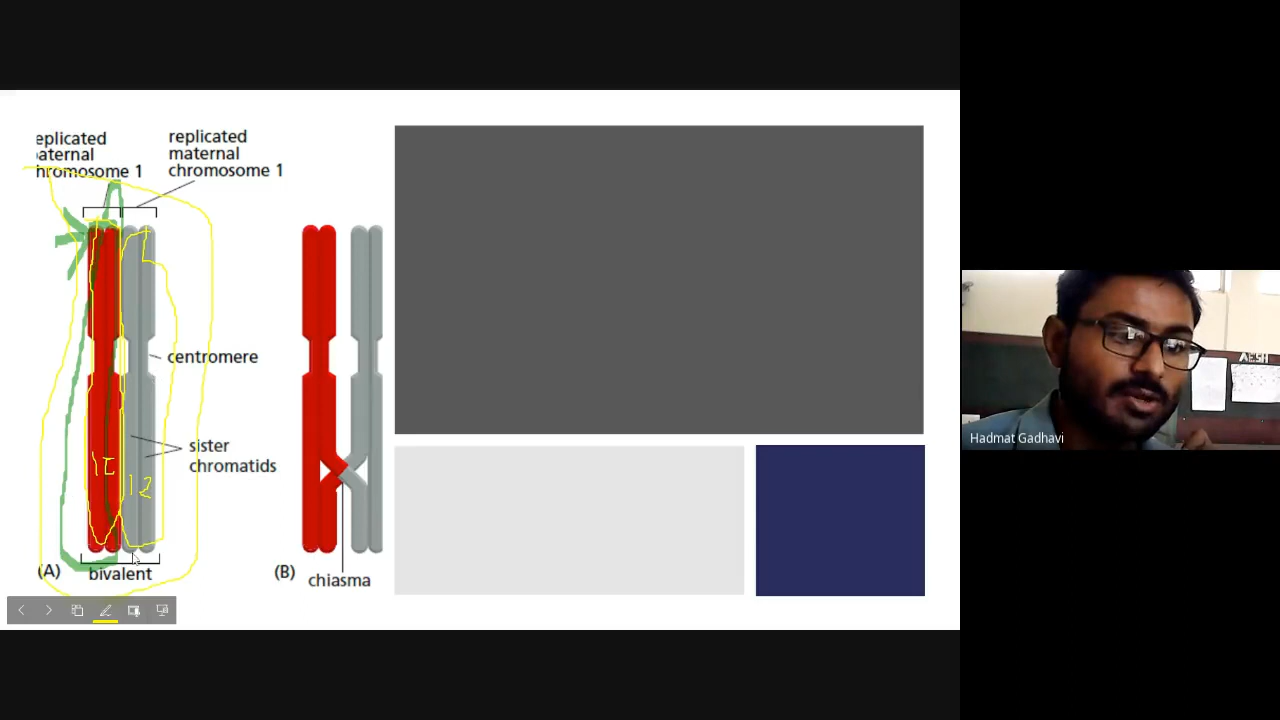 eplicated
aternal
hromosome 1
replicated
maternal
chromosome 1
centromere
sister
chromatids
(A)
bivalent
(B)
chiasma
Hadmat Gadhavi